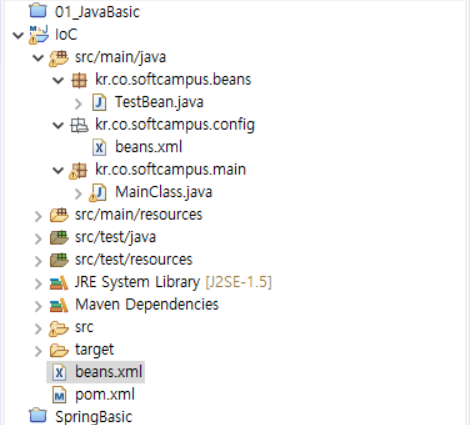 01_JavaBasic
IoC
src/main/java
kr.co.softcampus.beans
TestBean.java
kr.co.softcampus.config
beans.xml
kr.co.softcampus.main
MainClass.java
src/main/resources
src/test/java
src/test/resources
JRE System Library [J2SE-1.5]
Maven Dependencies
src
target
beans.xml
pom.xml
SpringBasic